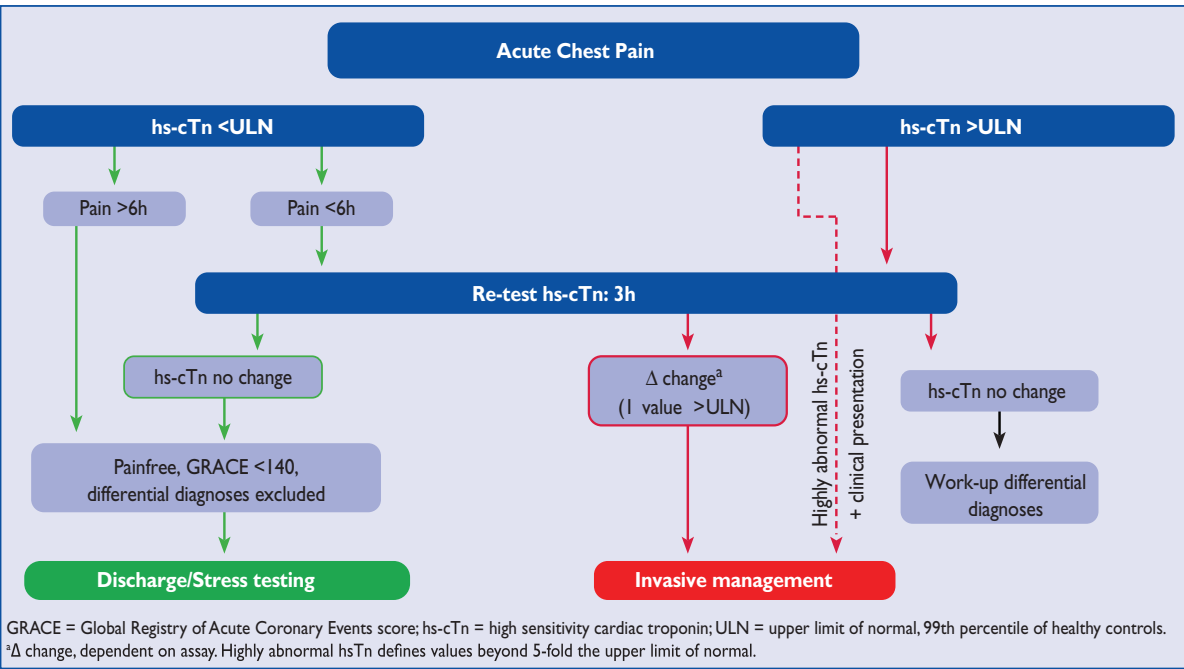 Acute Chest Pain
hs-cTn <ULN
hs-cTn >ULN
Pain >6h
Pain <6h
Re-test hs-cTn: 3h
hs-cTn no change
Δ changeᵃ
(1 value >ULN)
Highly abnormal hs-cTn
+ clinical presentation
hs-cTn no change
Painfree, GRACE <140,
differential diagnoses excluded
Work-up differential
diagnoses
Discharge/Stress testing
Invasive management
GRACE = Global Registry of Acute Coronary Events score; hs-cTn = high sensitivity cardiac troponin; ULN = upper limit of normal, 99th percentile of healthy controls.
ᵃΔ change, dependent on assay. Highly abnormal hsTn defines values beyond 5-fold the upper limit of normal.